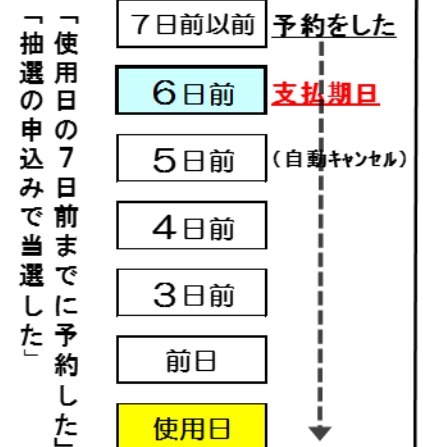 「使用日の７日前までに予約した」
「抽選の申込みで当選した」
７日前以前 予約をした
６日前 支払期日
５日前 （自動キャンセル）
４日前
３日前
前日
使用日